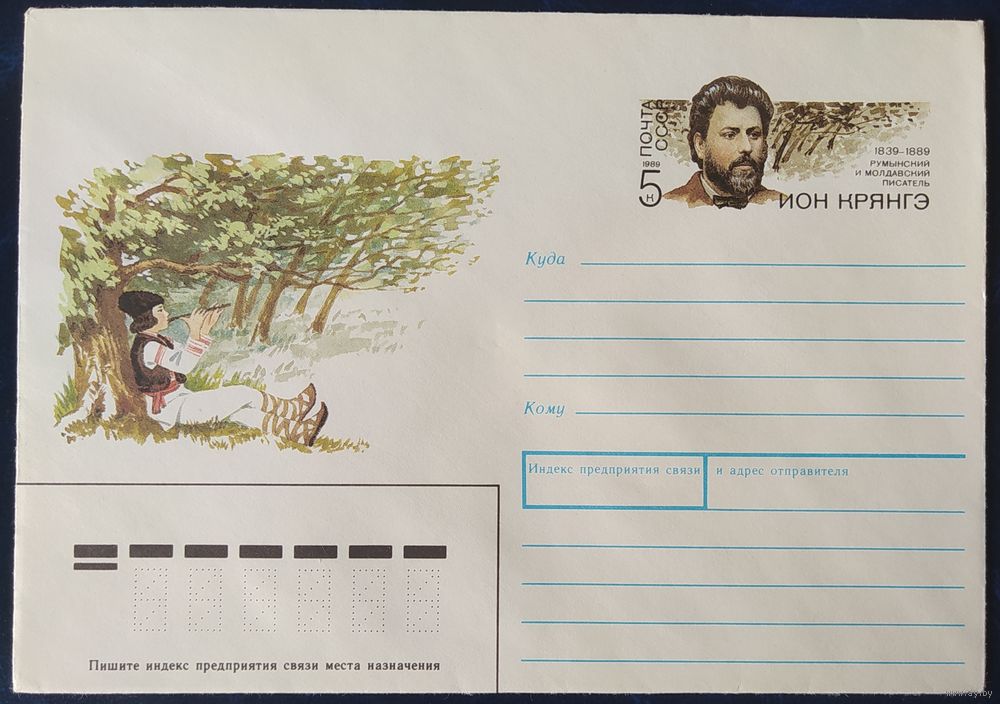 ПОЧТА
СССР
1989
5
к
1839–1889
РУМЫНСКИЙ
И МОЛДАВСКИЙ
ПИСАТЕЛЬ
ИОН КРЯНГЭ
Куда
Кому
Индекс предприятия связи и адрес отправителя
Пишите индекс предприятия связи места назначения